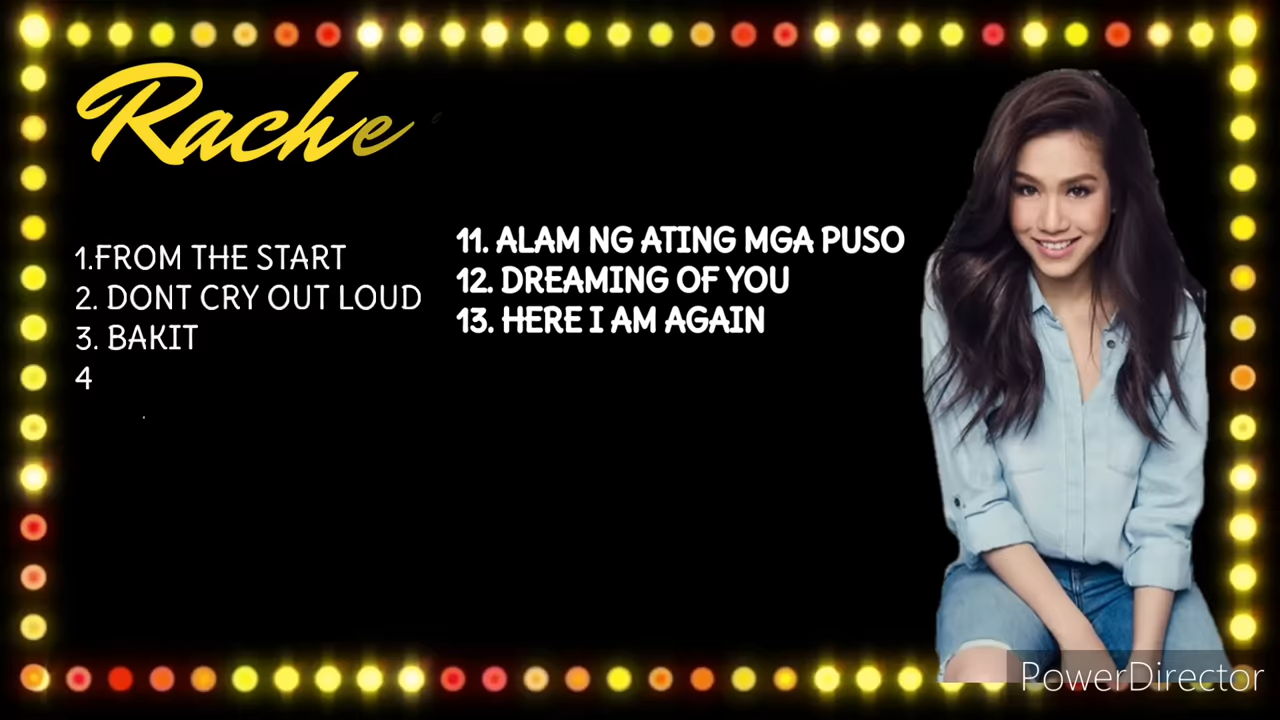 Rache
1.FROM THE START
2. DONT CRY OUT LOUD
3. BAKIT
4
11. ALAM NG ATING MGA PUSO
12. DREAMING OF YOU
13. HERE I AM AGAIN
PowerDirector